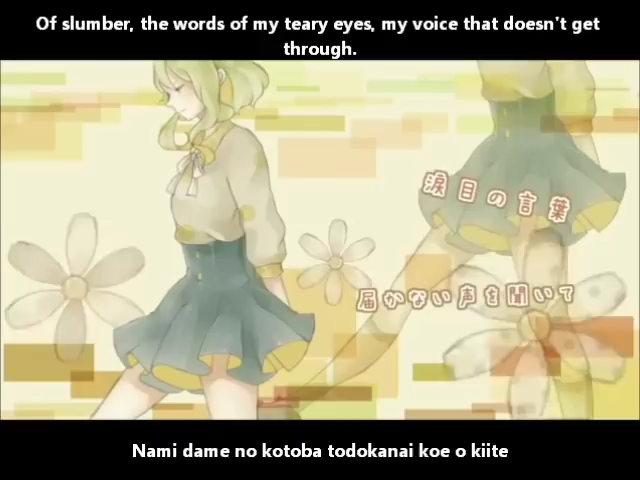 Of slumber, the words of my teary eyes, my voice that doesn't get
through.
涙目の言葉
届かない声を聞いて
Nami dame no kotoba todokanai koe o kiite